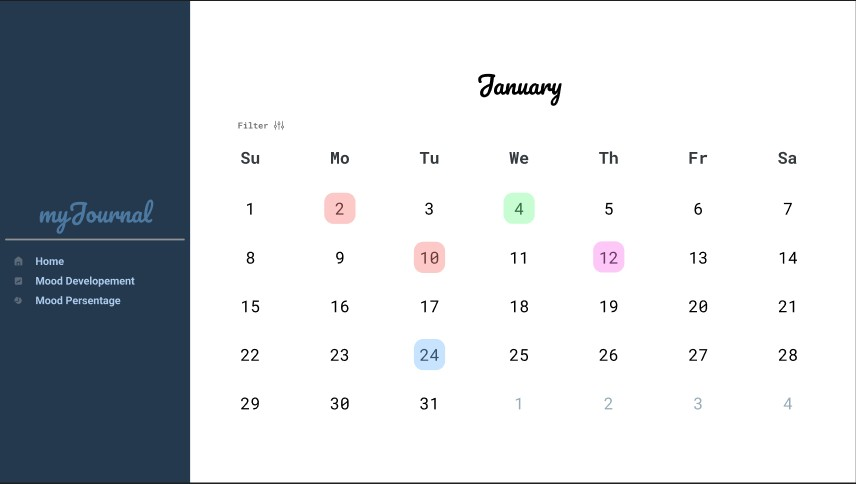 myJournal
Home
Mood Developement
Mood Persentage
January
Filter
Su Mo Tu We Th Fr Sa
1 2 3 4 5 6 7
8 9 10 11 12 13 14
15 16 17 18 19 20 21
22 23 24 25 26 27 28
29 30 31 1 2 3 4